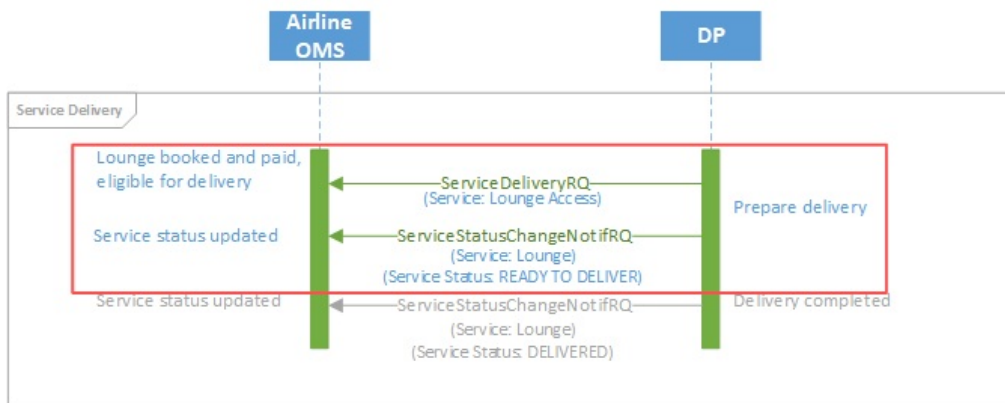 Airline
OMS
DP
Service Delivery
Lounge booked and paid,
eligible for delivery
ServiceDeliveryRQ
(Service: Lounge Access)
Prepare delivery
Service status updated
ServiceStatusChangeNotifRQ
(Service: Lounge)
(Service Status: READY TO DELIVER)
Service status updated
ServiceStatusChangeNotifRQ
Delivery completed
(Service: Lounge)
(Service Status: DELIVERED)